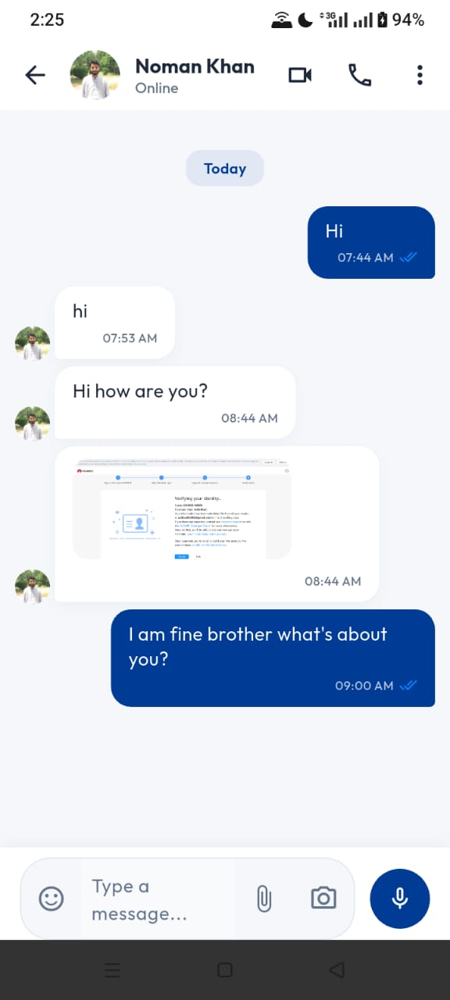 2:25
3G
94%
Noman Khan
Online
Today
Hi
07:44 AM
hi
07:53 AM
Hi how are you?
08:44 AM
HUAWEI
Verifying your identity...
08:44 AM
I am fine brother what's about
you?
09:00 AM
Type a
message...